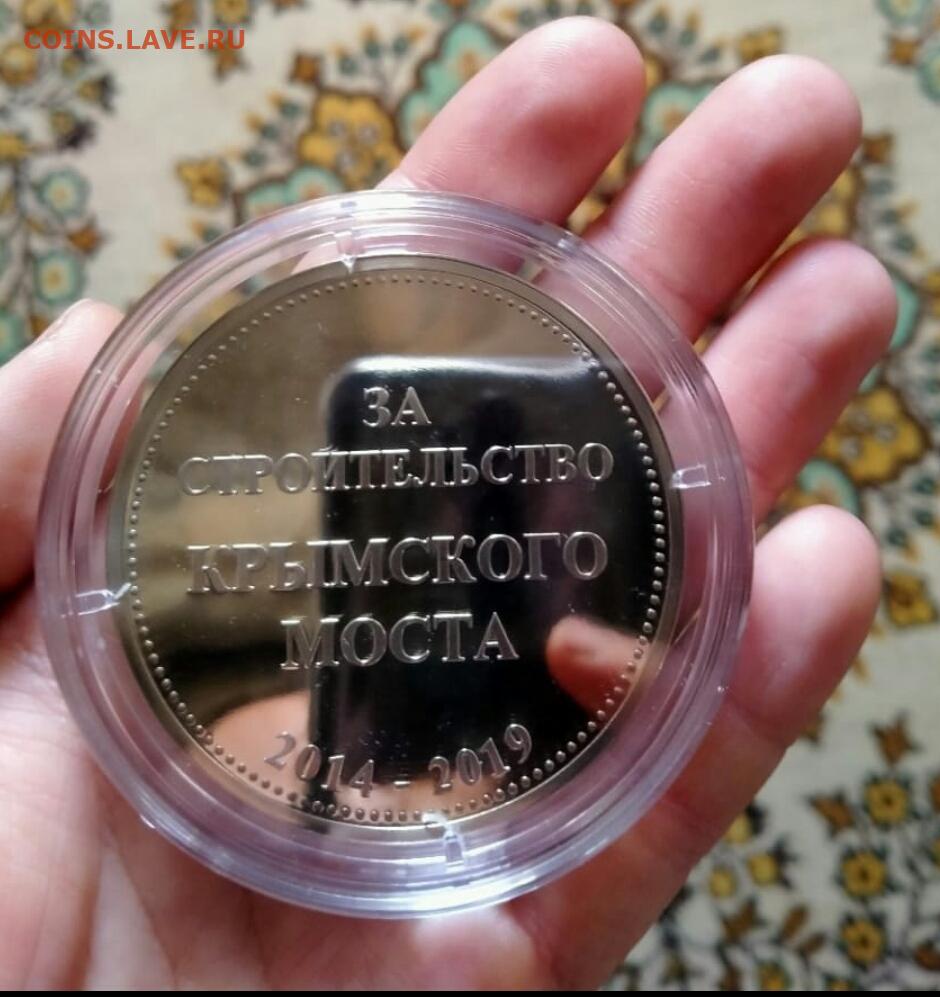 COINS.LAVE.RU
ЗА
СТРОИТЕЛЬСТВО
КРЫМСКОГО
МОСТА
2014 - 2019